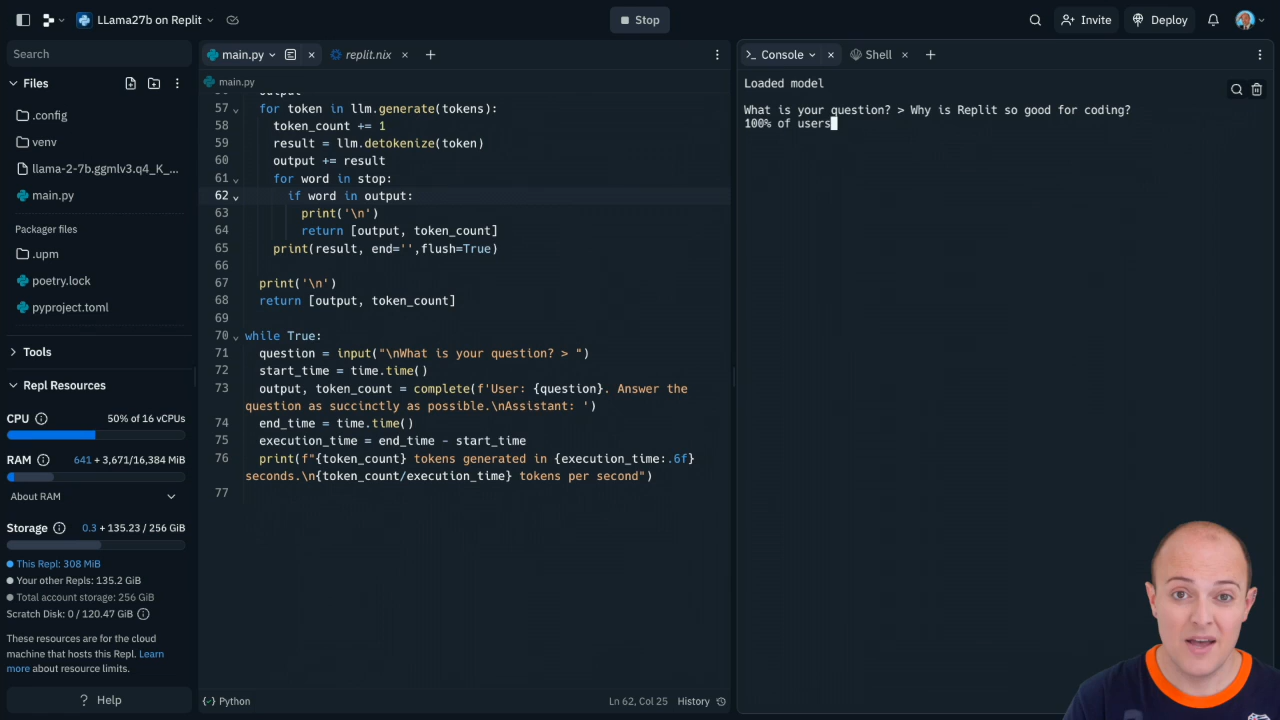 LLama27b on Replit
Stop
Invite
Deploy
Search
main.py
replit.nix
Console
Shell
Files
main.py
Loaded model
.config
What is your question? > Why is Replit so good for coding?
100% of users
venv
llama-2-7b.ggmlv3.q4_K_...
main.py
Packager files
.upm
poetry.lock
pyproject.toml
Tools
Repl Resources
CPU
50% of 16 vCPUs
RAM
641 + 3,671/16,384 MiB
About RAM
Storage
0.3 + 135.23 / 256 GiB
This Repl: 308 MiB
Your other Repls: 135.2 GiB
Total account storage: 256 GiB
Scratch Disk: 0 / 120.47 GiB
These resources are for the cloud
machine that hosts this Repl. Learn
more about resource limits.
Help
57 for token in llm.generate(tokens):
58 token_count += 1
59 result = llm.detokenize(token)
60 output += result
61 for word in stop:
62 if word in output:
63 print('\n')
64 return [output, token_count]
65 print(result, end='',flush=True)
66
67 print('\n')
68 return [output, token_count]
69
70 while True:
71 question = input("\nWhat is your question? > ")
72 start_time = time.time()
73 output, token_count = complete(f'User: {question}. Answer the
question as succinctly as possible.\nAssistant: ')
74 end_time = time.time()
75 execution_time = end_time - start_time
76 print(f"{token_count} tokens generated in {execution_time:.6f}
seconds.\n{token_count/execution_time} tokens per second")
77
Python
Ln 62, Col 25
History